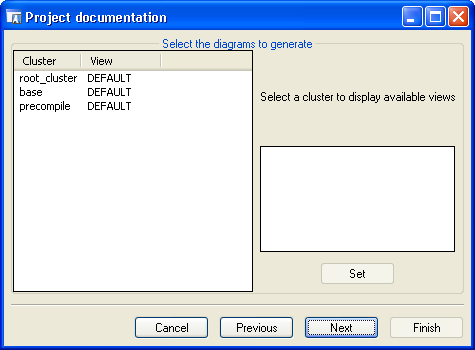 Project documentation
Select the diagrams to generate
Cluster View
root_cluster DEFAULT
base DEFAULT
precompile DEFAULT
Select a cluster to display available views
Set
Cancel Previous Next Finish